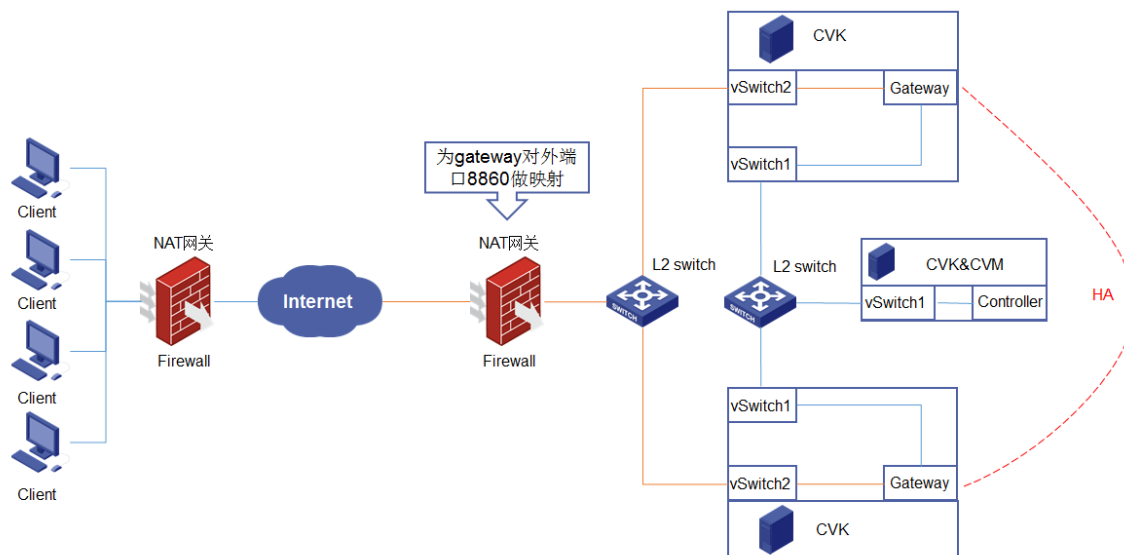 CVK
vSwitch2
Gateway
vSwitch1
为gateway对外端
口8860做映射
Client
Client
Client
Client
NAT网关
Firewall
Internet
NAT网关
Firewall
L2 switch
SWITCH
L2 switch
SWITCH
CVK&CVM
vSwitch1
Controller
HA
vSwitch1
vSwitch2
Gateway
CVK